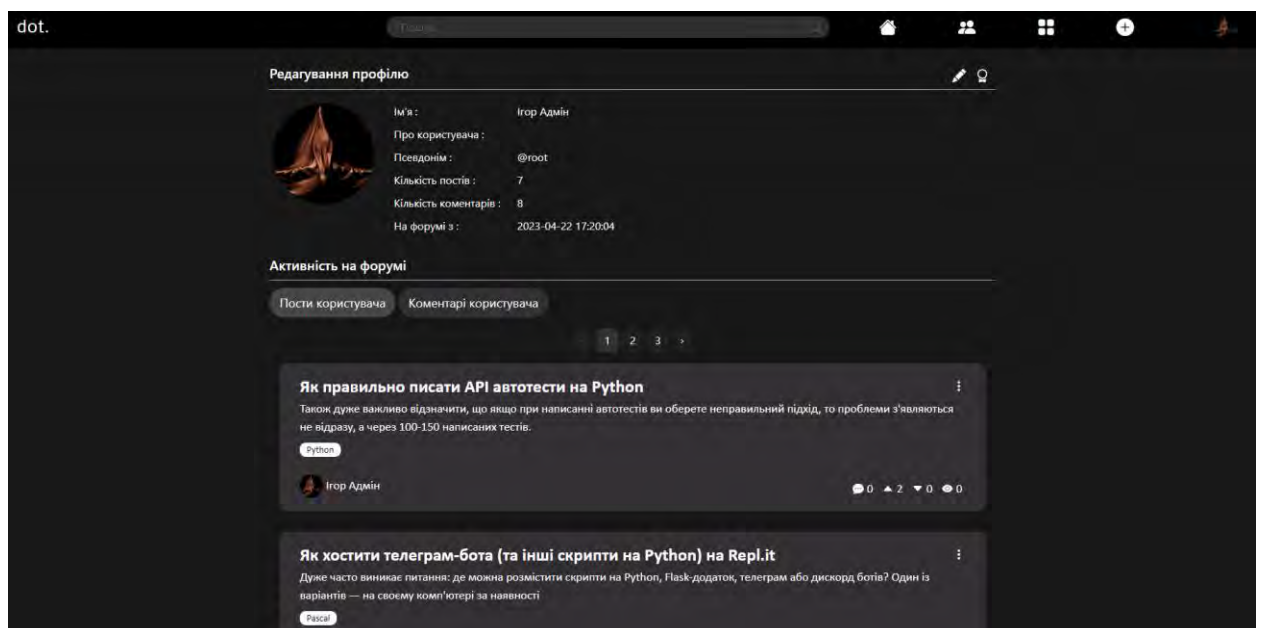 dot.
Редагування профілю
Ім'я : Ігор Адмін
Про користувача :
Псевдонім : @root
Кількість постів : 7
Кількість коментарів : 8
На форумі з : 2023-04-22 17:20:04
Активність на форумі
Пости користувача Коментарі користувача
1 2 3 ›
Як правильно писати API автотести на Python
Також дуже важливо відзначити, що якщо при написанні автотестів ви оберете неправильний підхід, то проблеми з'являються
не відразу, а через 100-150 написаних тестів.
Python
Ігор Адмін 0 2 0 0
Як хостити телеграм-бота (та інші скрипти на Python) на Repl.it
Дуже часто виникає питання: де можна розмістити скрипти на Python, Flask-додаток, телеграм або дискорд ботів? Один із
варіантів — на своєму комп'ютері за наявності
Pascal